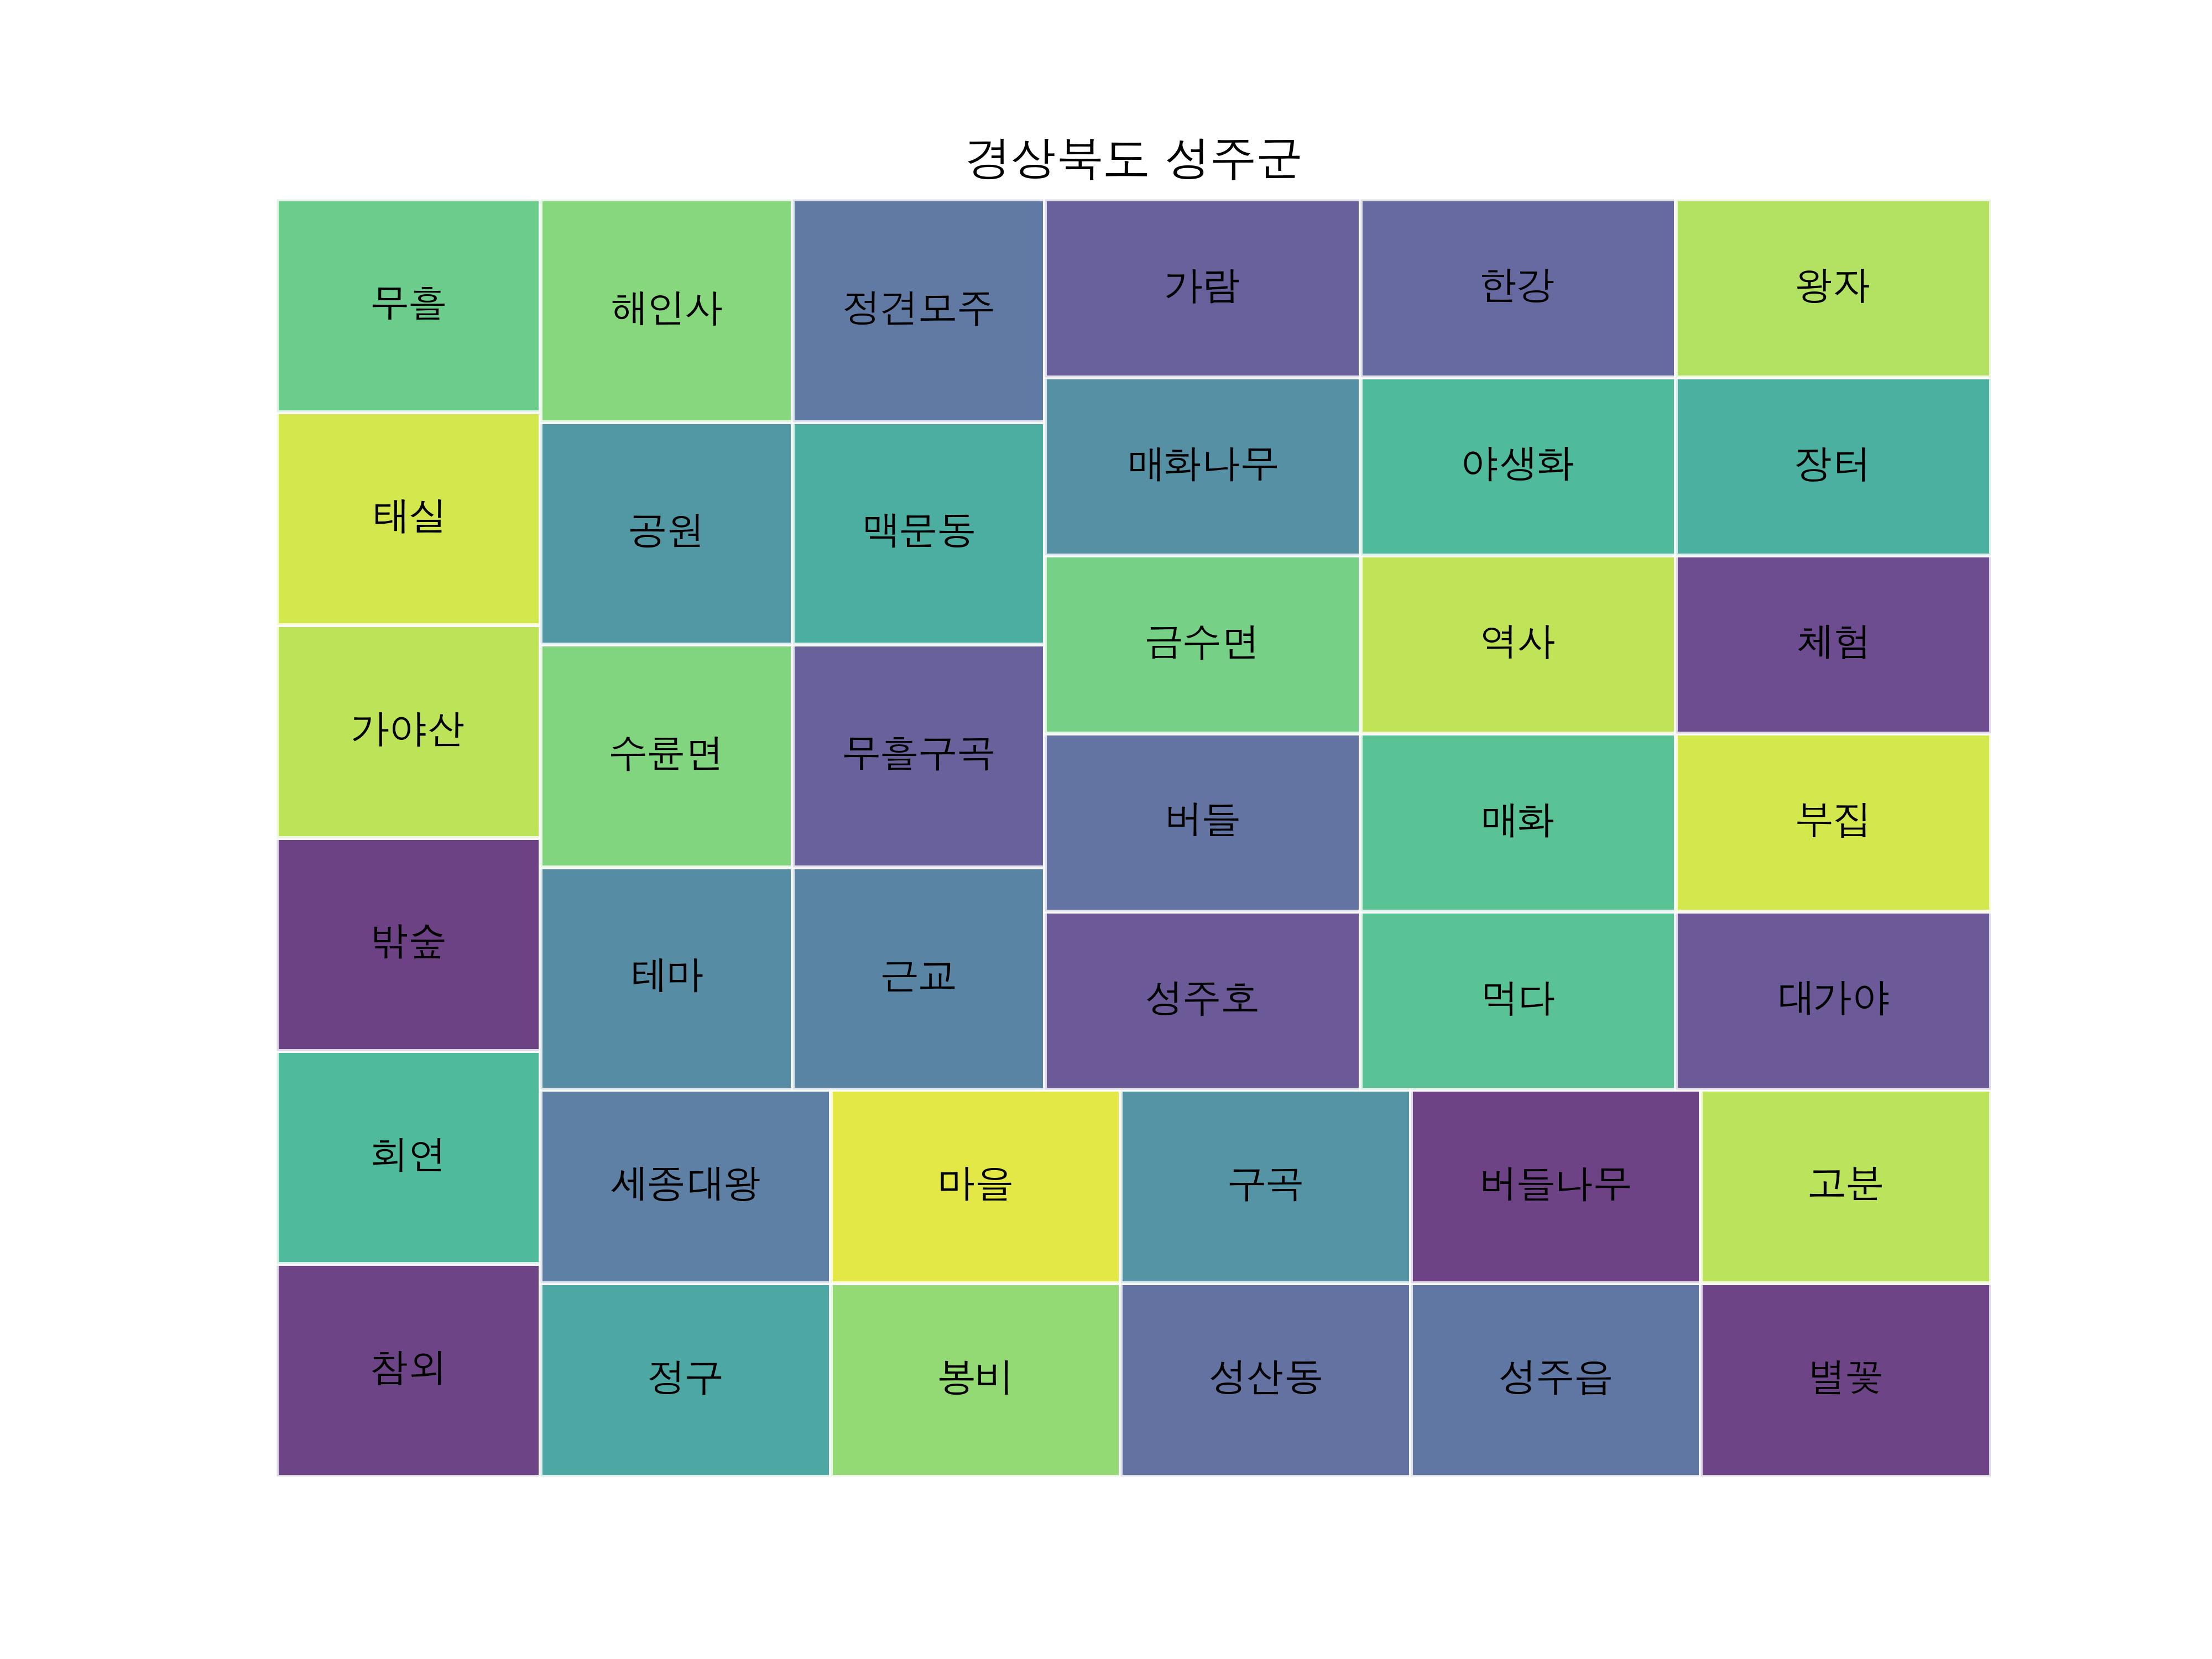 경상북도 성주군
무흘
해인사
정견모주
가람
한강
왕자
매화나무
야생화
장터
태실
공원
맥문동
금수면
역사
체험
가야산
수륜면
무흘구곡
버들
매화
부집
밖숲
테마
근교
성주호
먹다
대가야
회연
세종대왕
마을
구곡
버들나무
고분
참외
정구
봉비
성산동
성주읍
별꽃